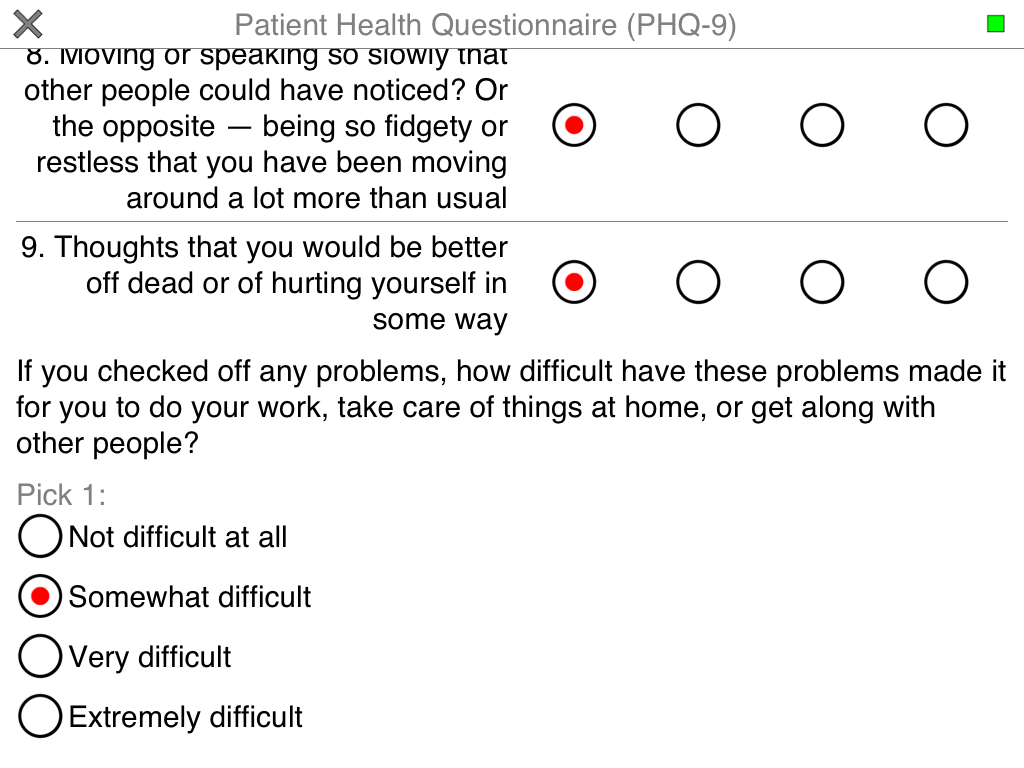 Patient Health Questionnaire (PHQ-9)
8. Moving or speaking so slowly that
other people could have noticed? Or
the opposite — being so fidgety or
restless that you have been moving
around a lot more than usual
9. Thoughts that you would be better
off dead or of hurting yourself in
some way
If you checked off any problems, how difficult have these problems made it
for you to do your work, take care of things at home, or get along with
other people?
Pick 1:
Not difficult at all
Somewhat difficult
Very difficult
Extremely difficult